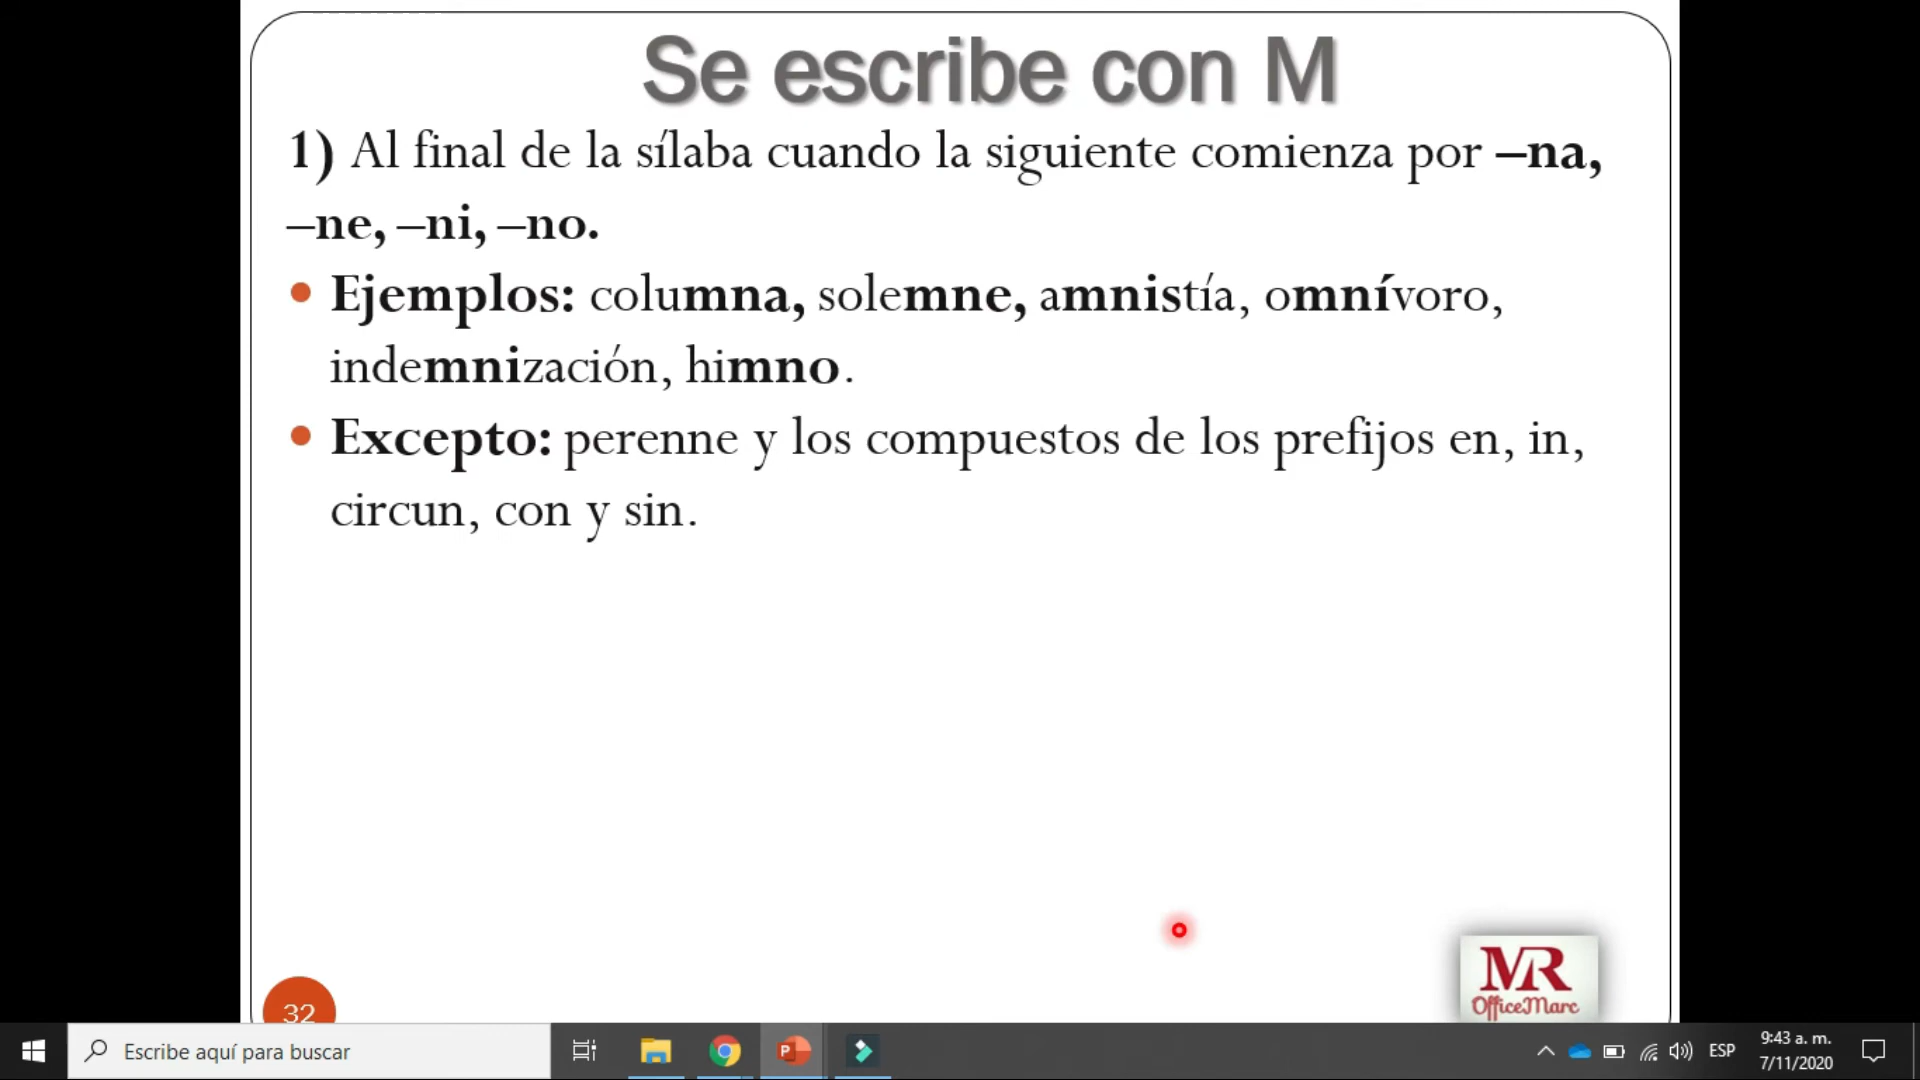 Se escribe con M
1) Al final de la sílaba cuando la siguiente comienza por –na,
–ne, –ni, –no.
• Ejemplos: columna, solemne, amnistía, omnívoro,
indemnización, himno.
• Excepto: perenne y los compuestos de los prefijos en, in,
circun, con y sin.
MR
OfficeMarc
32
Escribe aquí para buscar
ESP
9:43 a. m.
7/11/2020